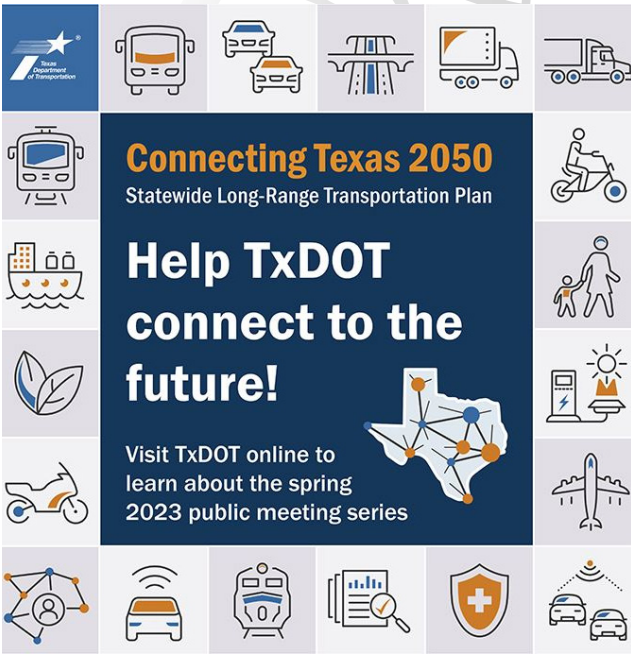 Texas
Department
of Transportation
Connecting Texas 2050
Statewide Long-Range Transportation Plan
Help TxDOT
connect to the
future!
Visit TxDOT online to
learn about the spring
2023 public meeting series